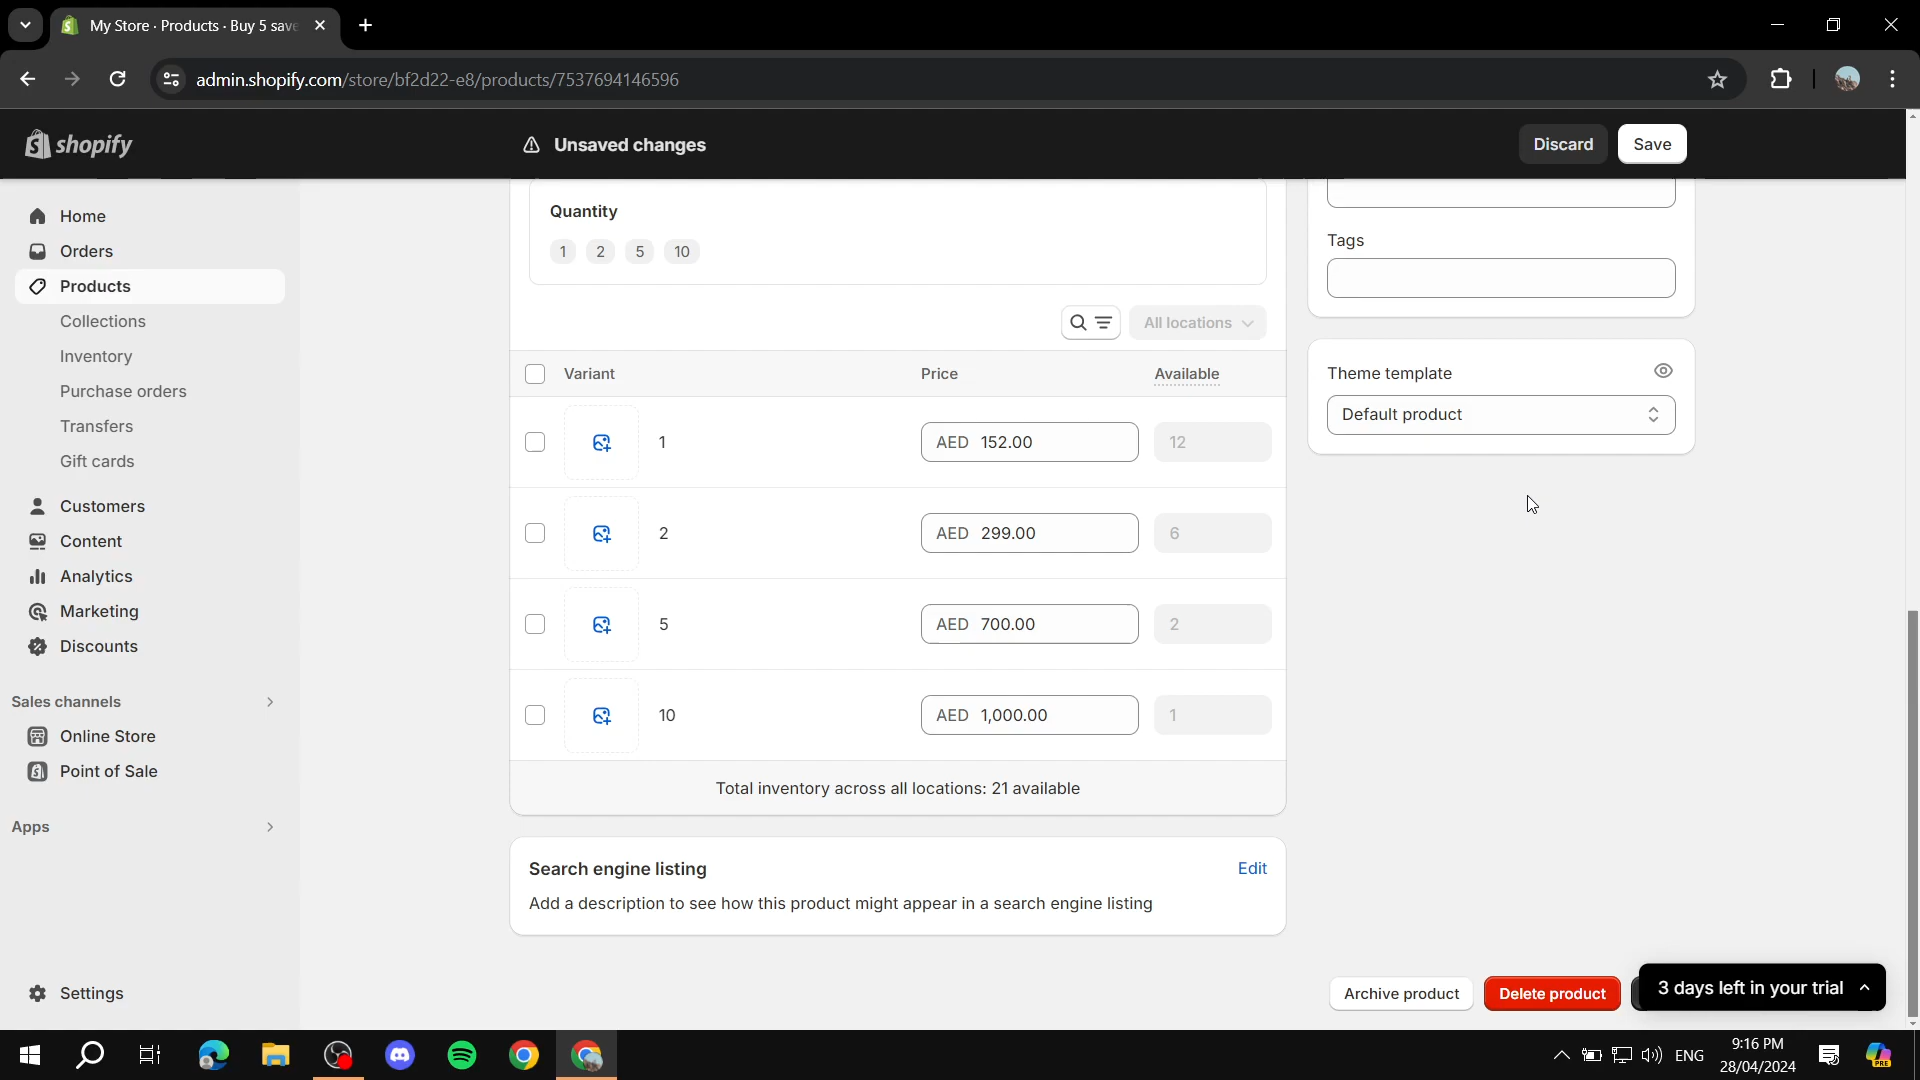 My Store · Products · Buy 5 save
admin.shopify.com/store/bf2d22-e8/products/7537694146596
shopify
Unsaved changes
Discard
Save
Home
Orders
Products
Collections
Inventory
Purchase orders
Transfers
Gift cards
Customers
Content
Analytics
Marketing
Discounts
Sales channels
Online Store
Point of Sale
Apps
Settings
Quantity
1 2 5 10
All locations
Variant Price Available
1 AED 152.00 12
2 AED 299.00 6
5 AED 700.00 2
10 AED 1,000.00 1
Total inventory across all locations: 21 available
Search engine listing
Edit
Add a description to see how this product might appear in a search engine listing
Tags
Theme template
Default product
Archive product
Delete product
3 days left in your trial
ENG
9:16 PM
28/04/2024
PRE